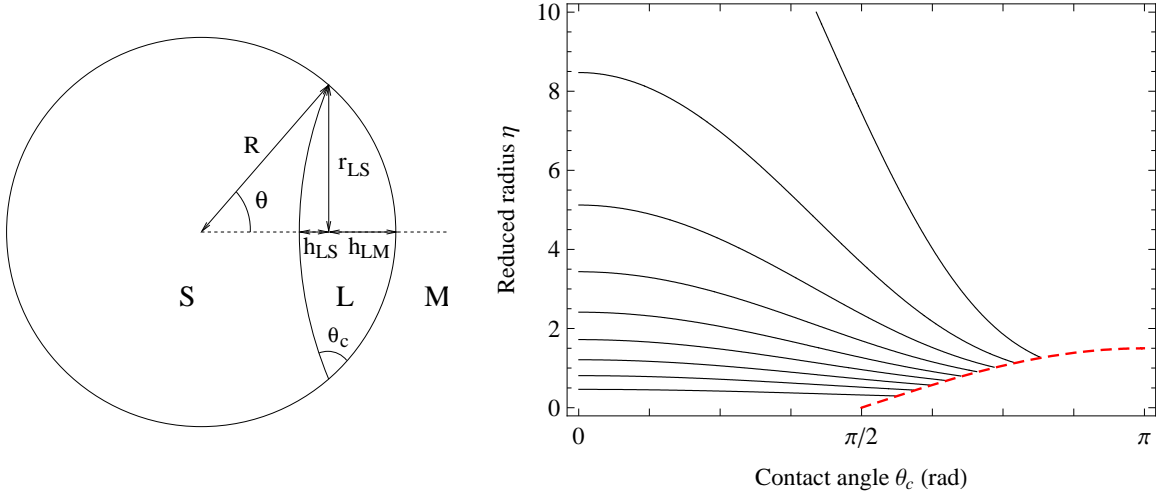 R
θ
r_LS
h_LS
h_LM
S
L
M
θ_c
10
8
6
4
2
0
Reduced radius η
0
π/2
π
Contact angle θ_c (rad)